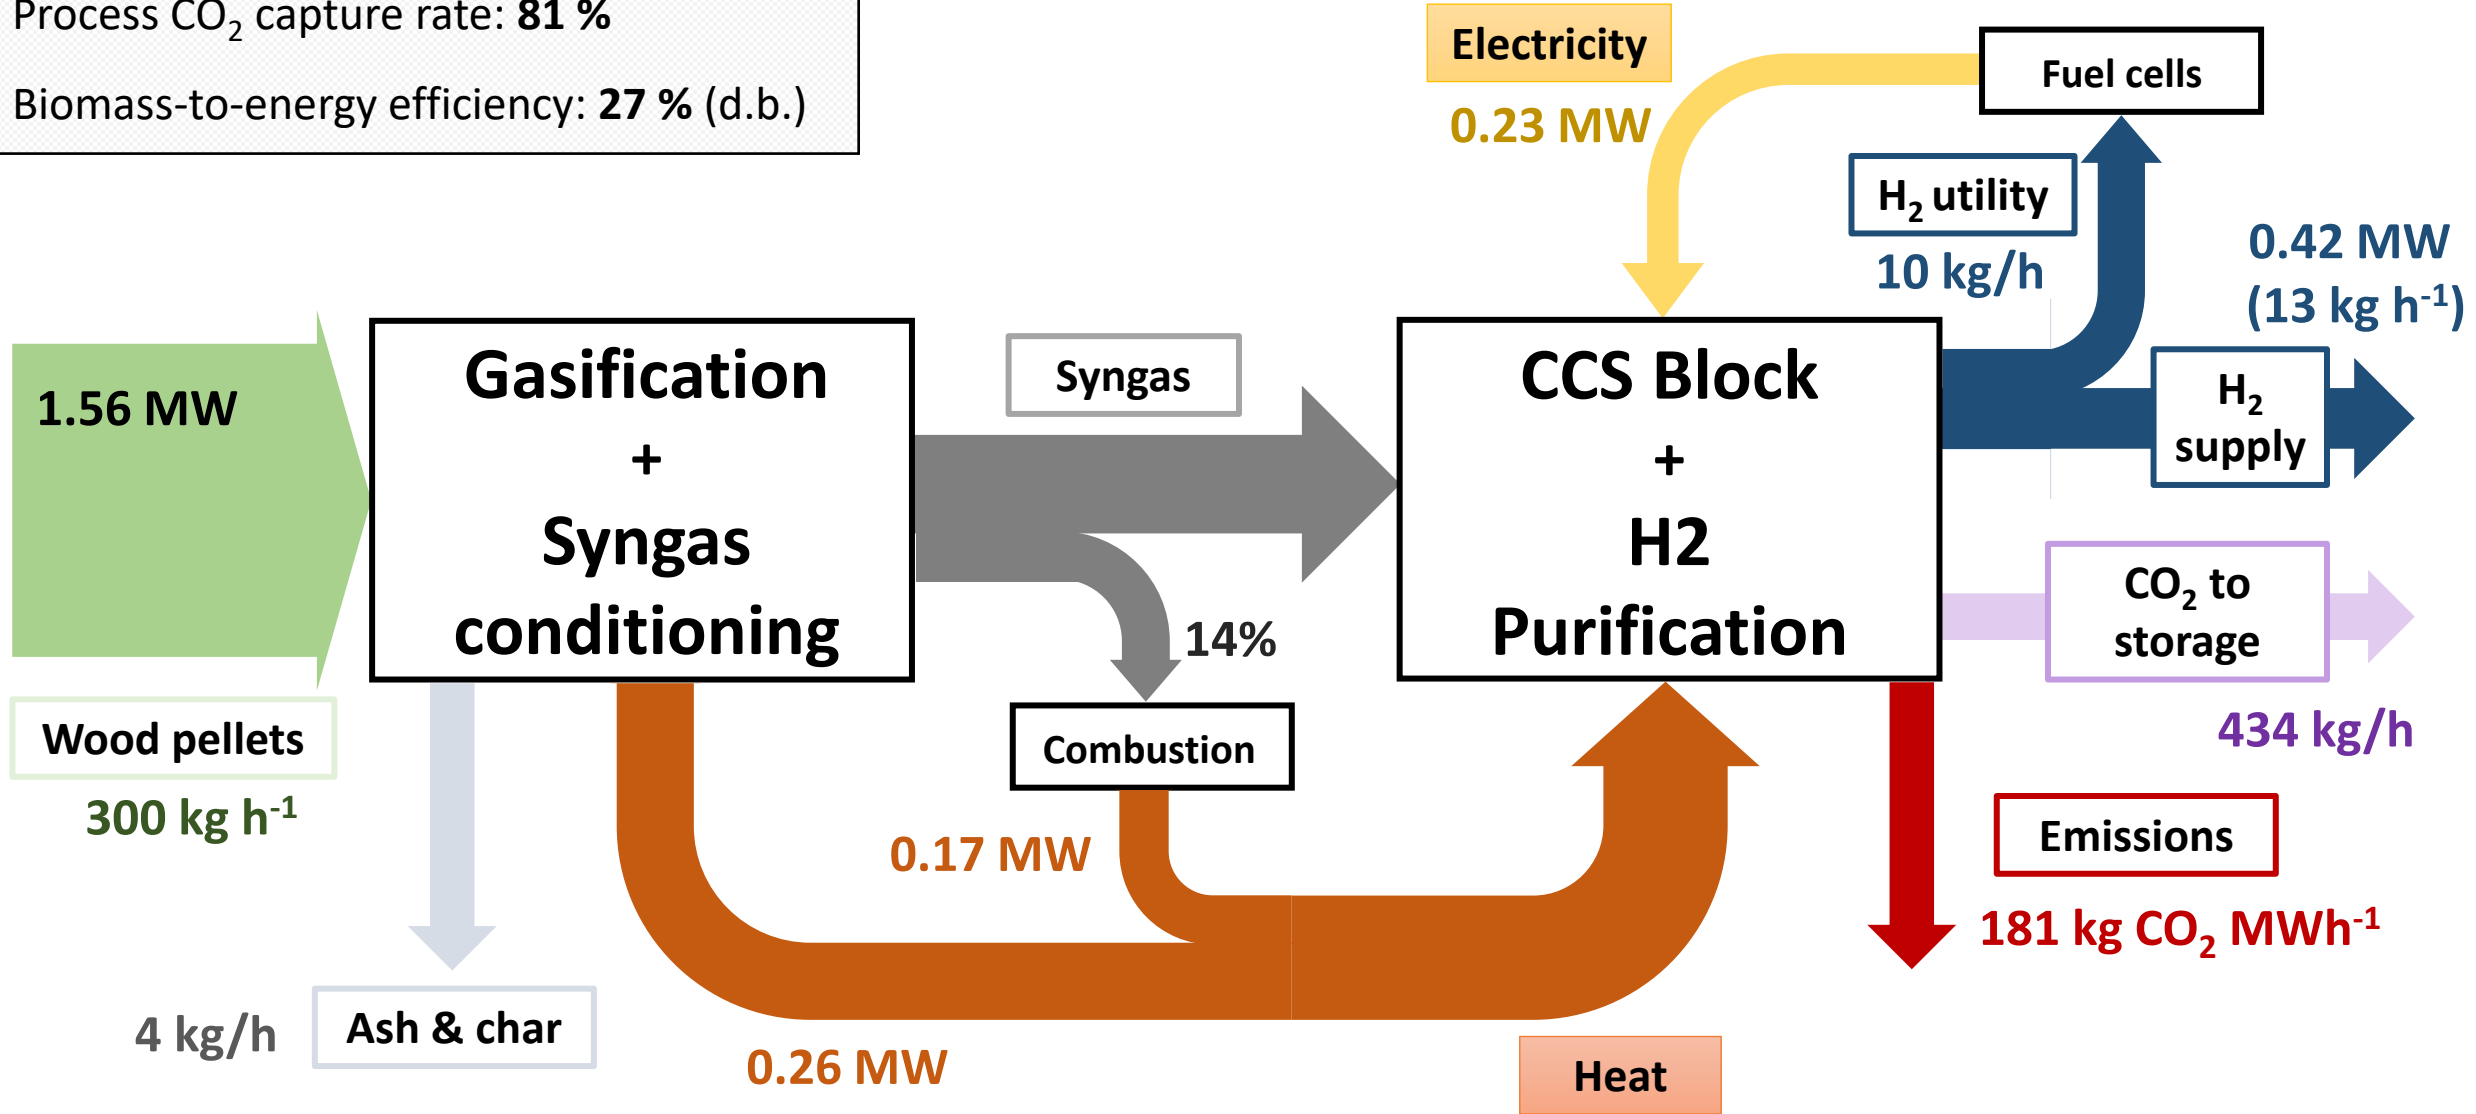 Process CO₂ capture rate: 81 %
Biomass-to-energy efficiency: 27 % (d.b.)
Electricity
0.23 MW
Fuel cells
H₂ utility
10 kg/h
0.42 MW
(13 kg h⁻¹)
H₂
supply
1.56 MW
Wood pellets
300 kg h⁻¹
Gasification
+
Syngas
conditioning
Syngas
14%
Combustion
CCS Block
+
H2
Purification
CO₂ to
storage
434 kg/h
Emissions
181 kg CO₂ MWh⁻¹
0.17 MW
4 kg/h
Ash & char
0.26 MW
Heat